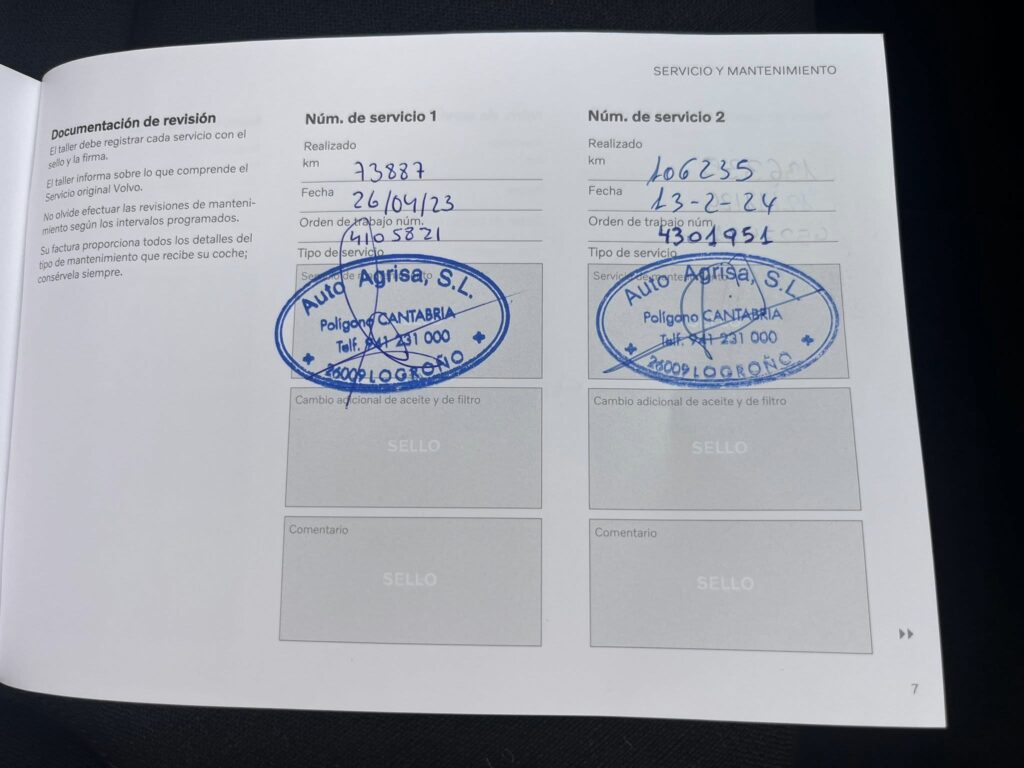 SERVICIO Y MANTENIMIENTO
Documentación de revisión
El taller debe registrar cada servicio con el
sello y la firma.
El taller informa sobre lo que comprende el
Servicio original Volvo.
No olvide efectuar las revisiones de manteni-
miento según los intervalos programados.
Su factura proporciona todos los detalles del
tipo de mantenimiento que recibe su coche;
consérvela siempre.
Núm. de servicio 1
Realizado
km 73887
Fecha 26/04/23
Orden de trabajo núm.
4105821
Tipo de servicio
Servicio de mantenimiento
Auto Agrisa, S.L.
Polígono CANTABRIA
Telf. 941 231 000
26009 LOGROÑO
Cambio adicional de aceite y de filtro
SELLO
Comentario
SELLO
Núm. de servicio 2
Realizado
km 106235
Fecha 13-2-24
Orden de trabajo núm.
4301951
Tipo de servicio
Servicio de mantenimiento
Auto Agrisa, S.L.
Polígono CANTABRIA
Telf. 941 231 000
26009 LOGROÑO
Cambio adicional de aceite y de filtro
SELLO
Comentario
SELLO
7